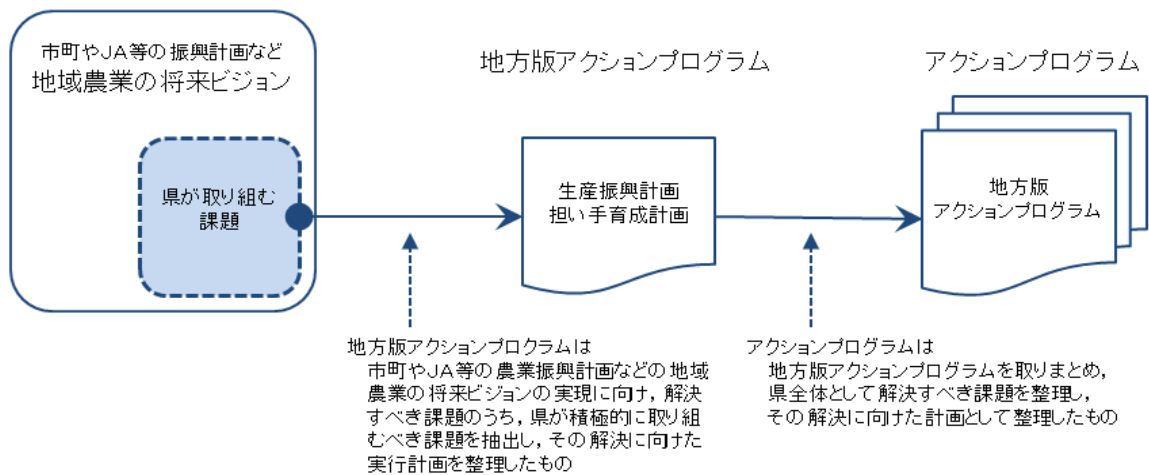 市町やJA等の振興計画など
地域農業の将来ビジョン
県が取り組む
課題
地方版アクションプログラム
生産振興計画
担い手育成計画
アクションプログラム
地方版
アクションプログラム
地方版アクションプログラムは
市町やJA等の農業振興計画などの地域
農業の将来ビジョンの実現に向け，解決
すべき課題のうち，県が積極的に取り組
むべき課題を抽出し，その解決に向けた
実行計画を整理したもの
アクションプログラムは
地方版アクションプログラムを取りまとめ，
県全体として解決すべき課題を整理し，
その解決に向けた計画として整理したもの